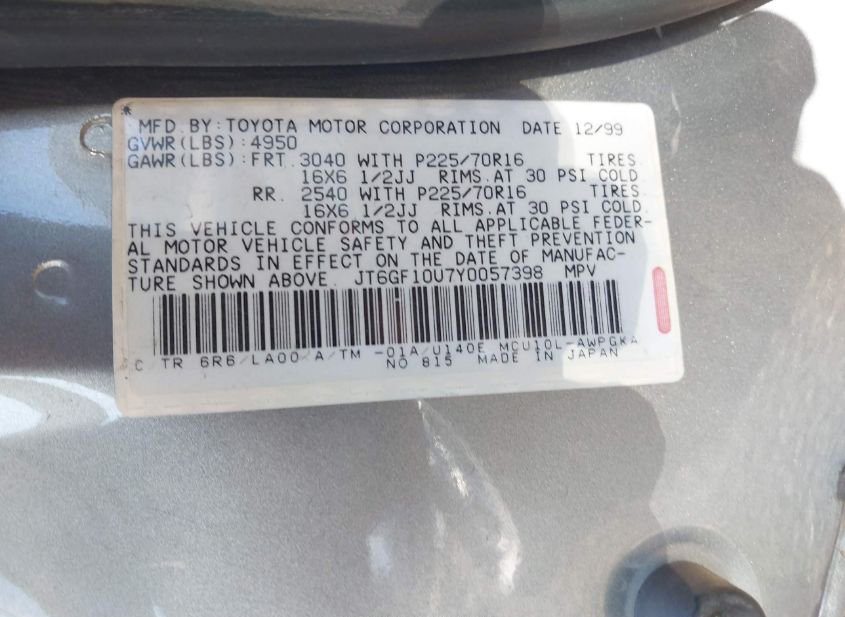 * MFD. BY: TOYOTA MOTOR CORPORATION DATE 12/99
GVWR(LBS):4950
GAWR(LBS):FRT. 3040 WITH P225/70R16 TIRES.
16X6 1/2JJ RIMS.AT 30 PSI COLD
RR. 2540 WITH P225/70R16 TIRES.
16X6 1/2JJ RIMS.AT 30 PSI COLD.
THIS VEHICLE CONFORMS TO ALL APPLICABLE FEDER-
AL MOTOR VEHICLE SAFETY AND THEFT PREVENTION
STANDARDS IN EFFECT ON THE DATE OF MANUFAC-
TURE SHOWN ABOVE. JT6GF10U7Y0057398 MPV
C/TR 6R6/LA00/A/TM -01A/U140E MCU10L-AWPGKA
NO 815 MADE IN JAPAN